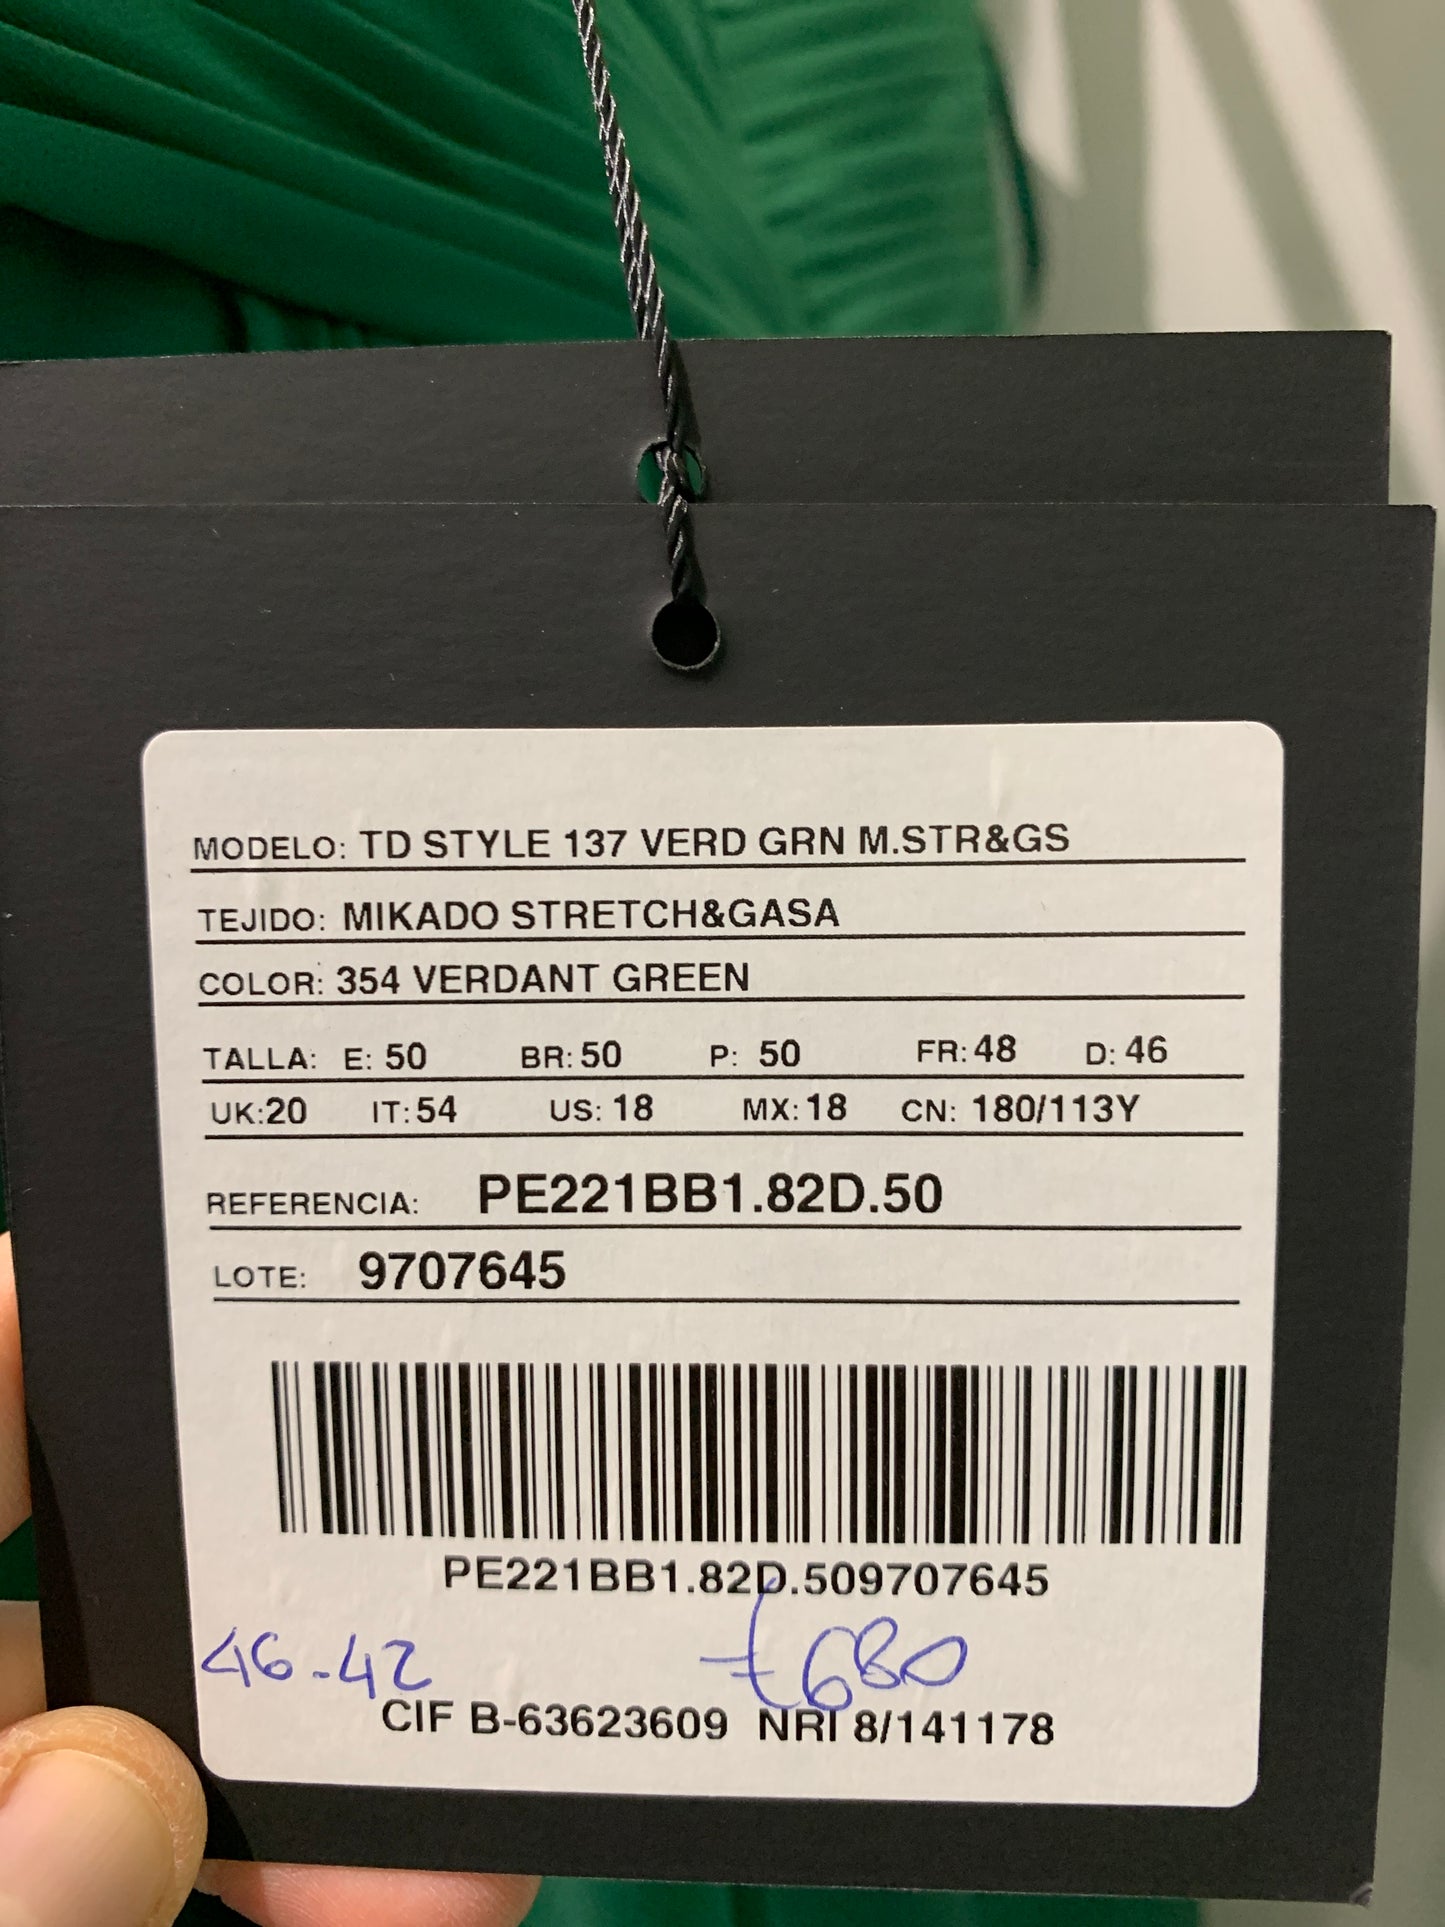 MODELO: TD STYLE 137 VERD GRN M.STR&GS
TEJIDO: MIKADO STRETCH&GASA
COLOR: 354 VERDANT GREEN
TALLA: E: 50 BR: 50 P: 50 FR: 48 D: 46
UK:20 IT:54 US: 18 MX: 18 CN: 180/113Y
REFERENCIA: PE221BB1.82D.50
LOTE: 9707645
PE221BB1.82D.509707645
46-42 £680
CIF B-63623609 NRI 8/141178